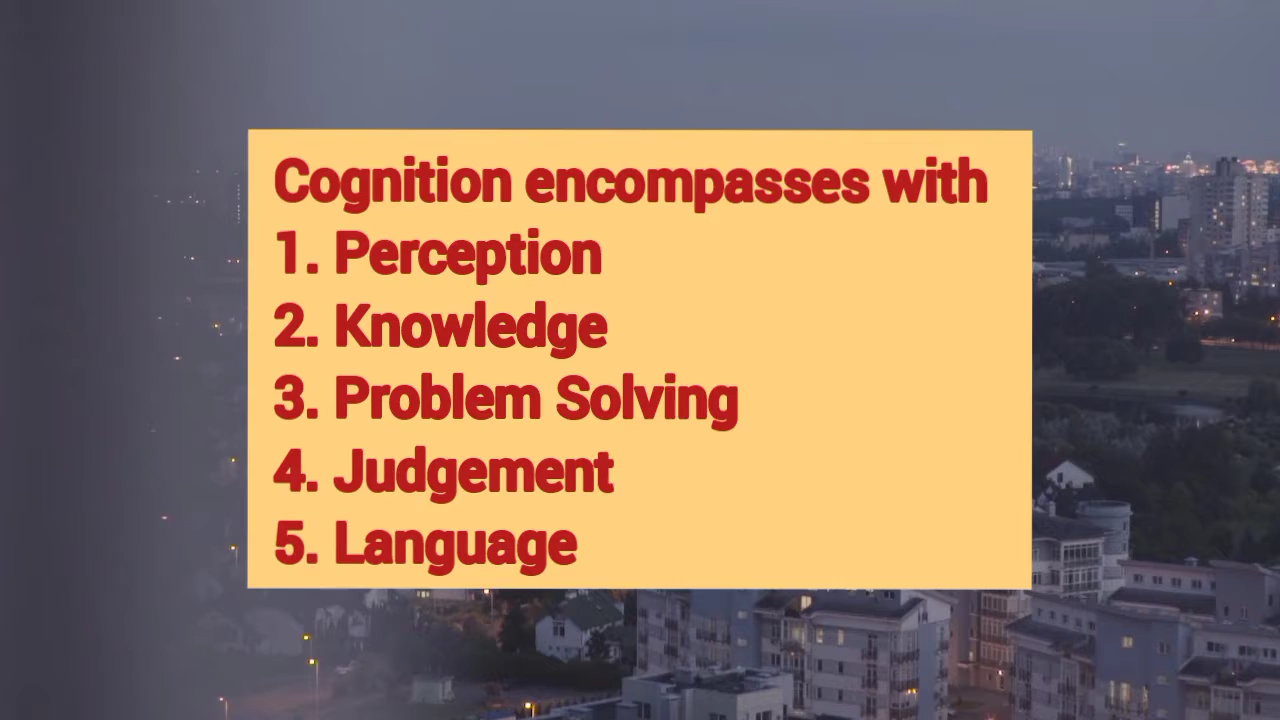 Cognition encompasses with
1. Perception
2. Knowledge
3. Problem Solving
4. Judgement
5. Language